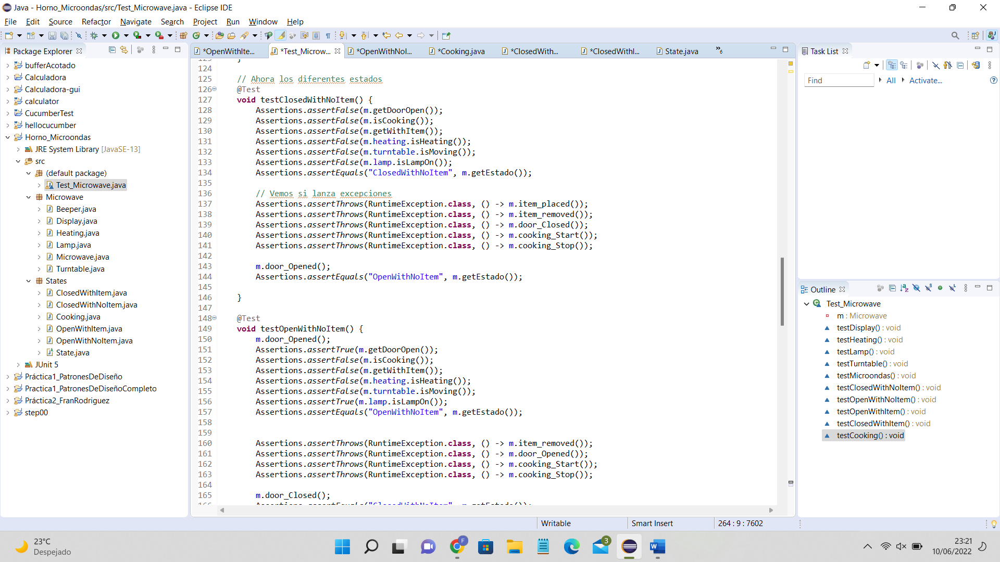 Java - Horno_Microondas/src/Test_Microwave.java - Eclipse IDE
File Edit Source Refactor Navigate Search Project Run Window Help
Package Explorer
bufferAcotado
Calculadora
Calculadora-gui
calculator
CucumberTest
hellocucumber
Horno_Microondas
JRE System Library [JavaSE-13]
src
(default package)
Test_Microwave.java
Microwave
Beeper.java
Display.java
Heating.java
Lamp.java
Microwave.java
Turntable.java
States
ClosedWithItem.java
ClosedWithNoItem.java
Cooking.java
OpenWithItem.java
OpenWithNoItem.java
State.java
JUnit 5
Práctica1_PatronesDeDiseño
Practica1_PatronesDeDiseñoCompleto
Práctica2_FranRodriguez
step00
*OpenWithIte... *Test_Microw... *OpenWithNoI... *Cooking.java *ClosedWith... *ClosedWithI... State.java »6
123 }
124
125 // Ahora los diferentes estados
126 @Test
127 void testClosedWithNoItem() {
128 Assertions.assertFalse(m.getDoorOpen());
129 Assertions.assertFalse(m.isCooking());
130 Assertions.assertFalse(m.getWithItem());
131 Assertions.assertFalse(m.heating.isHeating());
132 Assertions.assertFalse(m.turntable.isMoving());
133 Assertions.assertFalse(m.lamp.isLampOn());
134 Assertions.assertEquals("ClosedWithNoItem", m.getEstado());
135
136 // Vemos si lanza excepciones
137 Assertions.assertThrows(RuntimeException.class, () -> m.item_placed());
138 Assertions.assertThrows(RuntimeException.class, () -> m.item_removed());
139 Assertions.assertThrows(RuntimeException.class, () -> m.door_Closed());
140 Assertions.assertThrows(RuntimeException.class, () -> m.cooking_Start());
141 Assertions.assertThrows(RuntimeException.class, () -> m.cooking_Stop());
142
143 m.door_Opened();
144 Assertions.assertEquals("OpenWithNoItem", m.getEstado());
145
146 }
147
148 @Test
149 void testOpenWithNoItem() {
150 m.door_Opened();
151 Assertions.assertTrue(m.getDoorOpen());
152 Assertions.assertFalse(m.isCooking());
153 Assertions.assertFalse(m.getWithItem());
154 Assertions.assertFalse(m.heating.isHeating());
155 Assertions.assertFalse(m.turntable.isMoving());
156 Assertions.assertTrue(m.lamp.isLampOn());
157 Assertions.assertEquals("OpenWithNoItem", m.getEstado());
158
159
160 Assertions.assertThrows(RuntimeException.class, () -> m.item_removed());
161 Assertions.assertThrows(RuntimeException.class, () -> m.door_Opened());
162 Assertions.assertThrows(RuntimeException.class, () -> m.cooking_Start());
163 Assertions.assertThrows(RuntimeException.class, () -> m.cooking_Stop());
164
165 m.door_Closed();
166 Assertions.assertEquals("ClosedWithNoItem", m.getEstado());
Task List
Find All Activate...
Outline
Test_Microwave
m : Microwave
testDisplay() : void
testHeating() : void
testLamp() : void
testTurntable() : void
testMicroondas() : void
testClosedWithNoItem() : void
testOpenWithNoItem() : void
testOpenWithItem() : void
testClosedWithItem() : void
testCooking() : void
Writable Smart Insert 264 : 9 : 7602
23°C
Despejado
F
3
W
23:21
10/06/2022